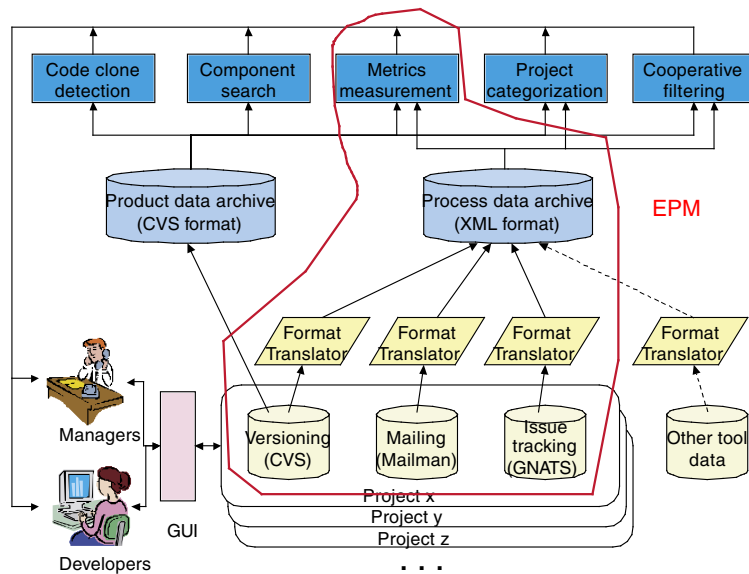 Code clone
detection
Component
search
Metrics
measurement
Project
categorization
Cooperative
filtering
Product data archive
(CVS format)
Process data archive
(XML format)
EPM
Format
Translator
Format
Translator
Format
Translator
Format
Translator
Managers
Versioning
(CVS)
Mailing
(Mailman)
Issue
tracking
(GNATS)
Other tool
data
Project x
Project y
Project z
GUI
Developers
. . .